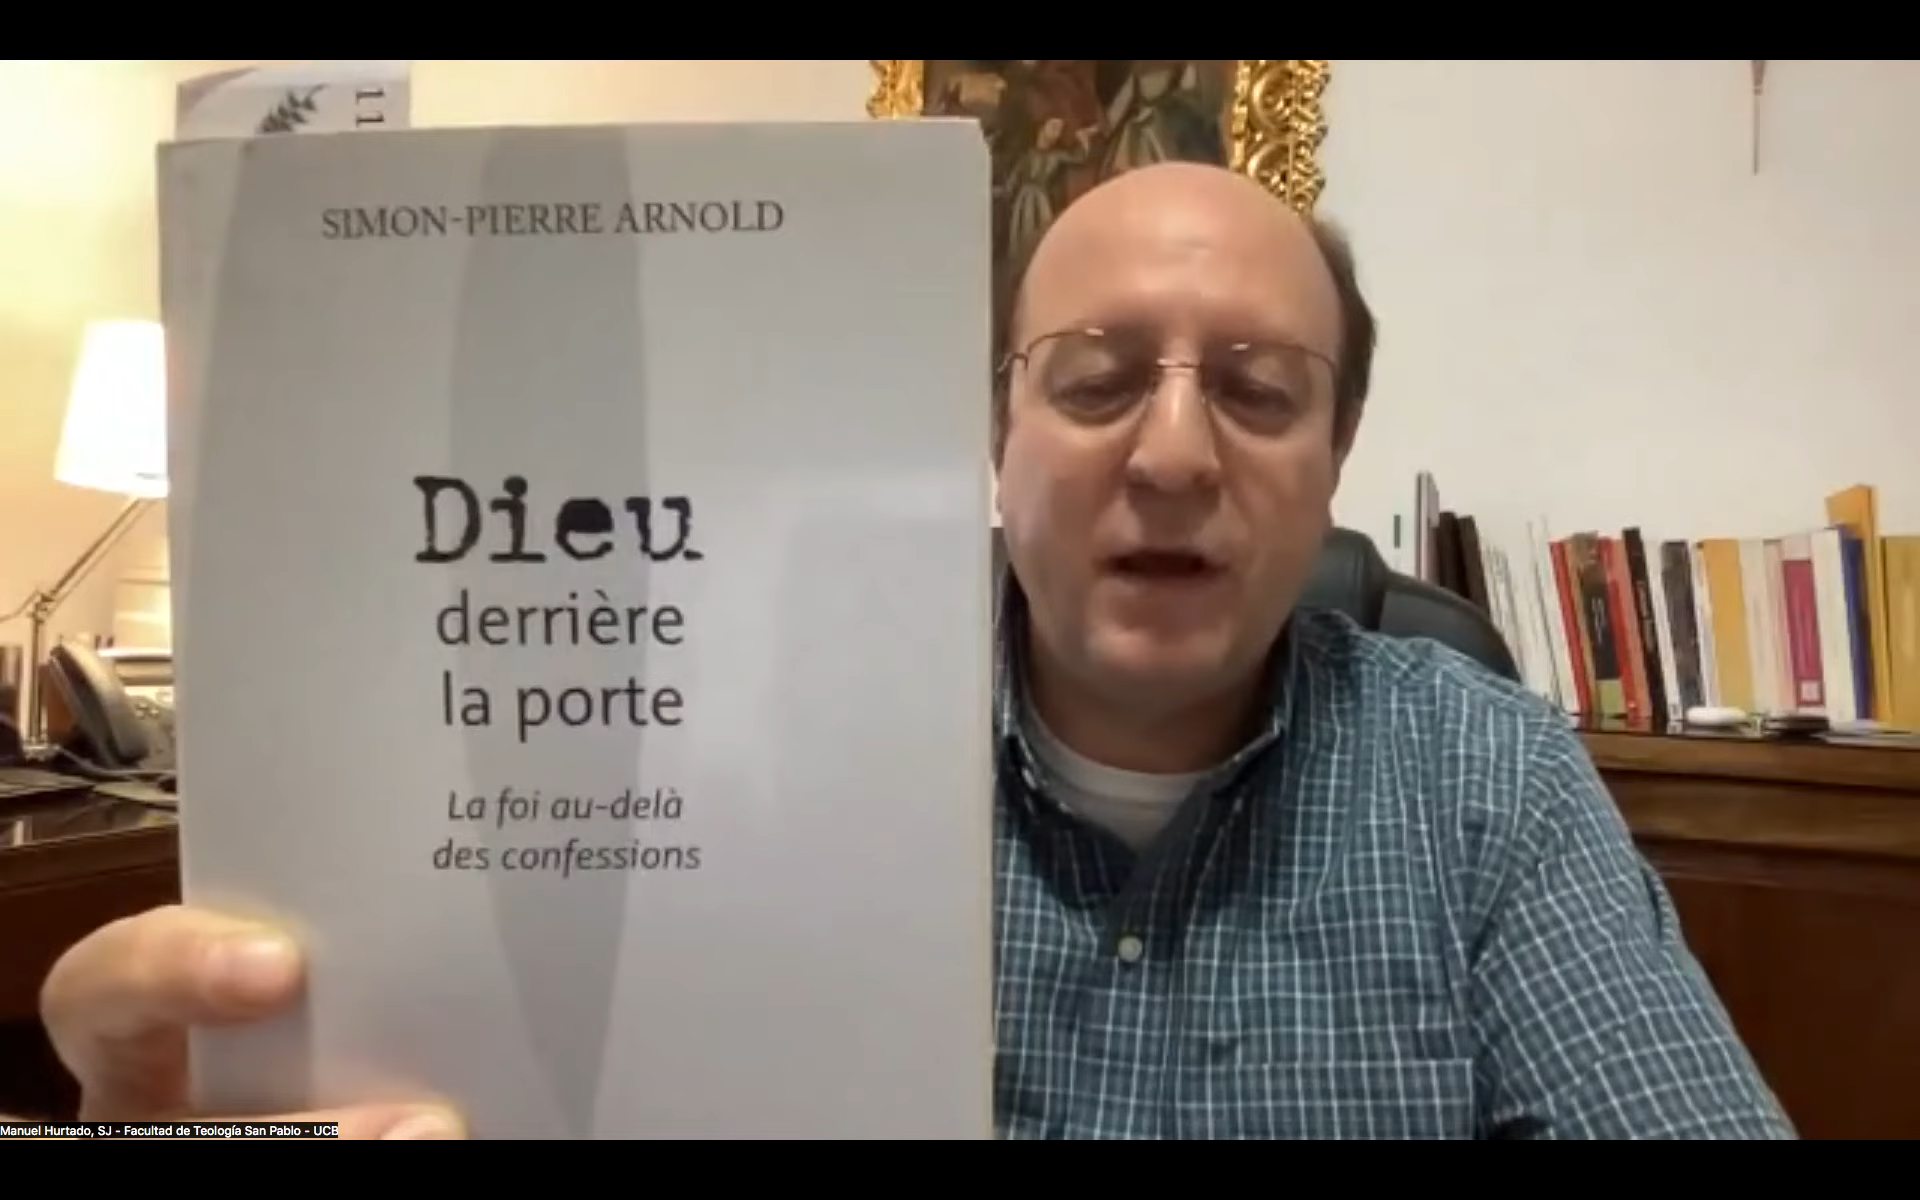 11
SIMON-PIERRE ARNOLD
Dieu
derrière
la porte
La foi au-delà
des confessions
Manuel Hurtado, SJ - Facultad de Teología San Pablo - UCB